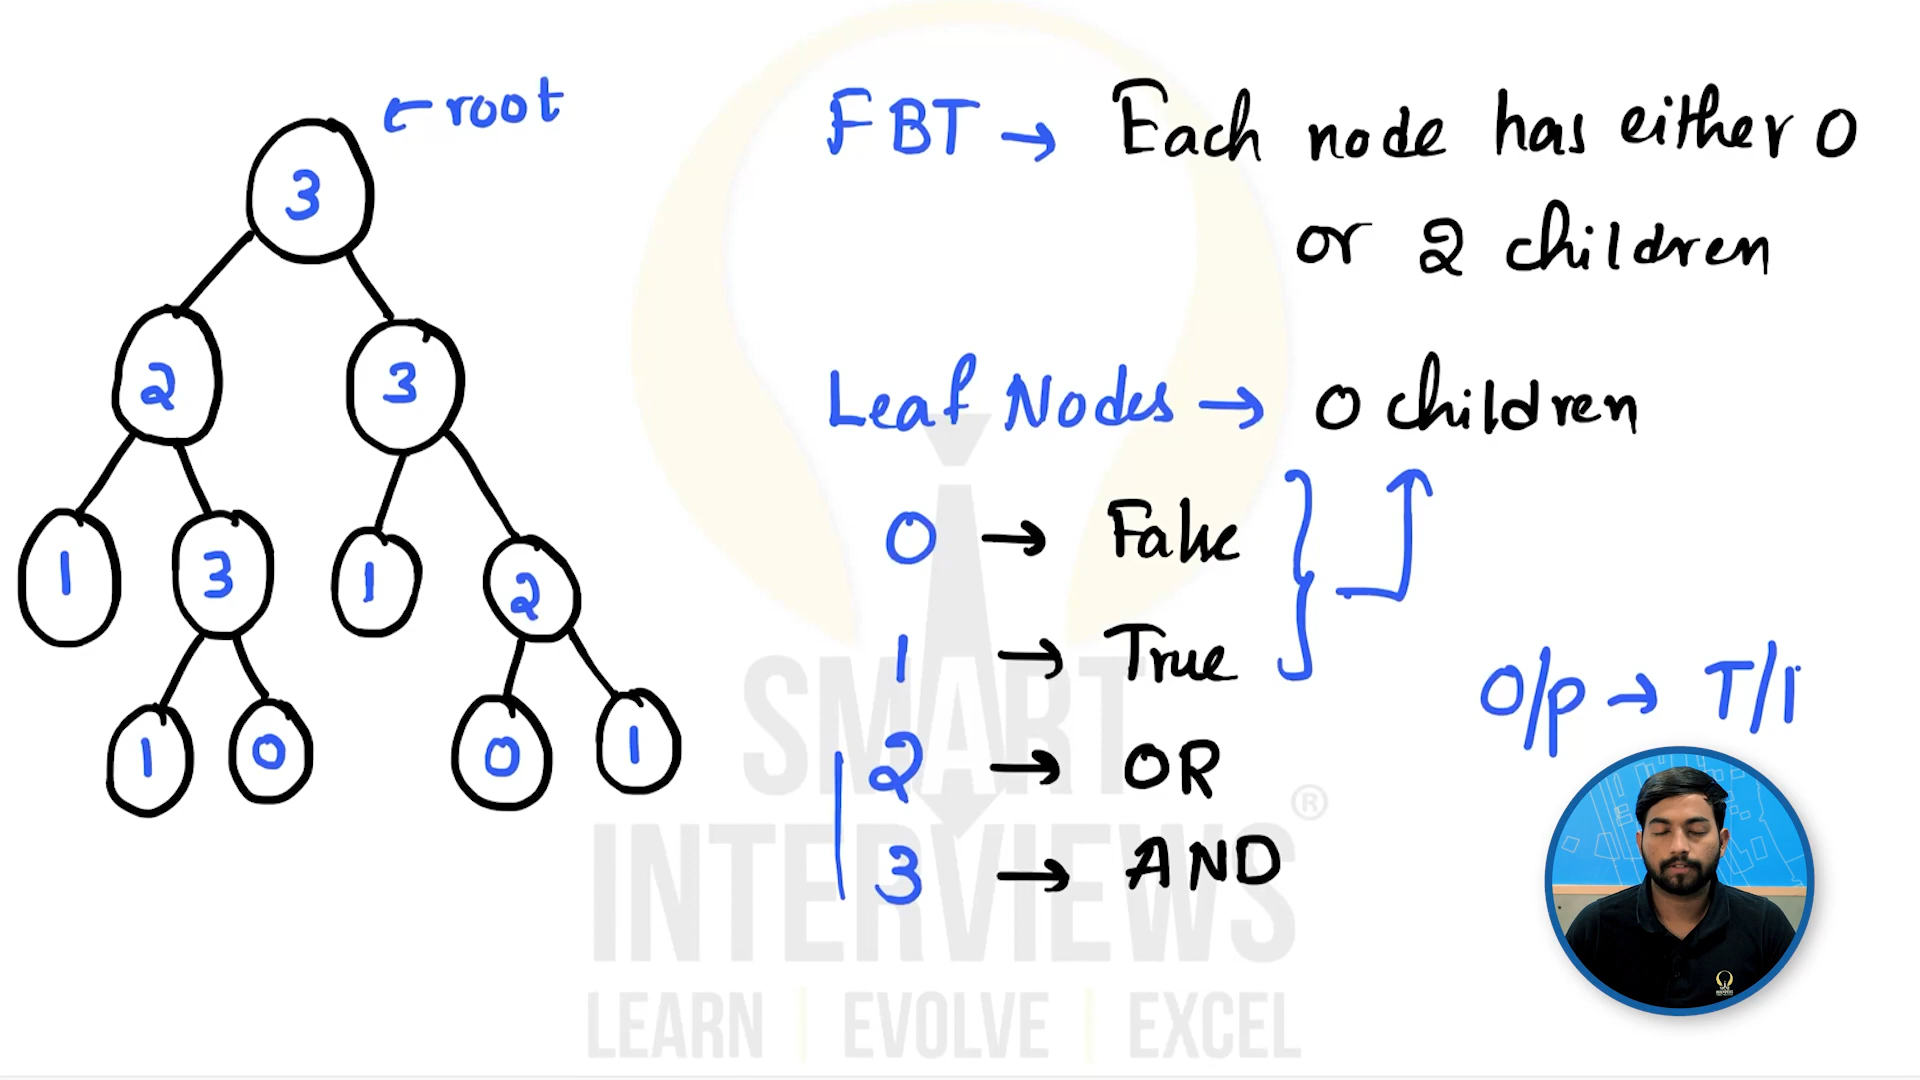 ← root
3
2 3
1 3 1 2
1 0 0 1
FBT → Each node has either 0
or 2 children
Leaf Nodes → 0 children
0 → False
1 → True
2 → OR
3 → AND
O/p → T/
SMART
INTERVIEWS®
LEARN | EVOLVE | EXCEL